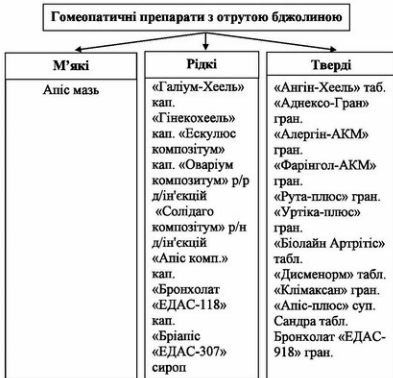 Гомеопатичні препарати з отрутою бджолиною
М'які
Апіс мазь
Рідкі
«Галіум-Хеель»
кап.
«Гінекохеель»
кап. «Ескулюс
композітум»
кап. «Оваріум
композитум» р/р
д/ін'єкцій
«Солідаго
композітум» р/н
д/ін'єкцій
«Апіс комп.»
кап.
«Бронхолат
«ЕДАС-118»
кап.
«Бріапіс
«ЕДАС-307»
сироп
Тверді
«Ангін-Хеель» таб.
«Аднексо-Гран»
гран.
«Алергін-АКМ»
гран.
«Фарінгол-АКМ»
гран.
«Рута-плюс» гран.
«Уртіка-плюс»
гран.
«Біолайн Артрітіс»
табл.
«Дисменорм» табл.
«Клімаксан» гран.
«Апіс-плюс» суп.
Сандра табл.
Бронхолат «ЕДАС-
918» гран.